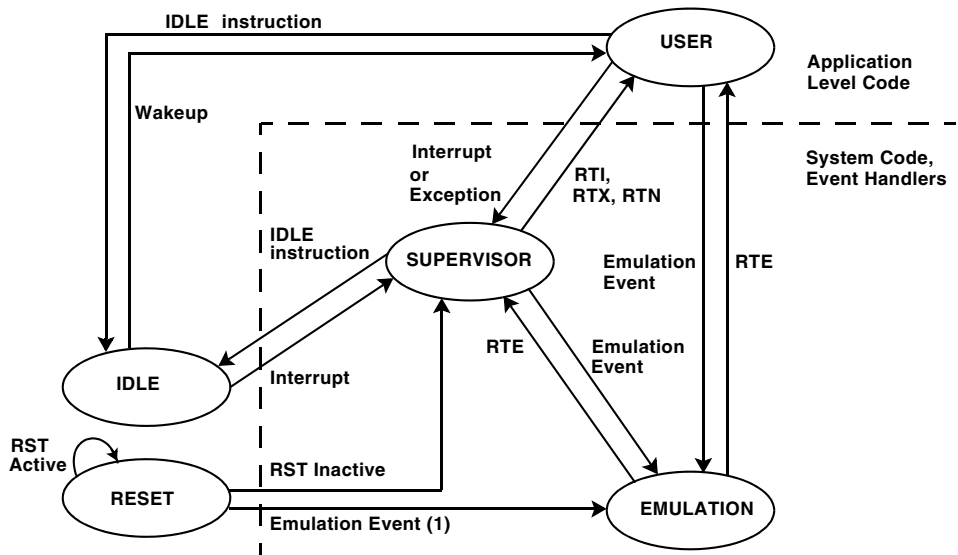 IDLE instruction
USER
Application
Level Code
Wakeup
Interrupt
or
Exception
RTI,
RTX, RTN
System Code,
Event Handlers
IDLE
instruction
SUPERVISOR
Emulation
Event
RTE
RTE
Emulation
Event
Interrupt
IDLE
RST
Active
RST Inactive
RESET
Emulation Event (1)
EMULATION